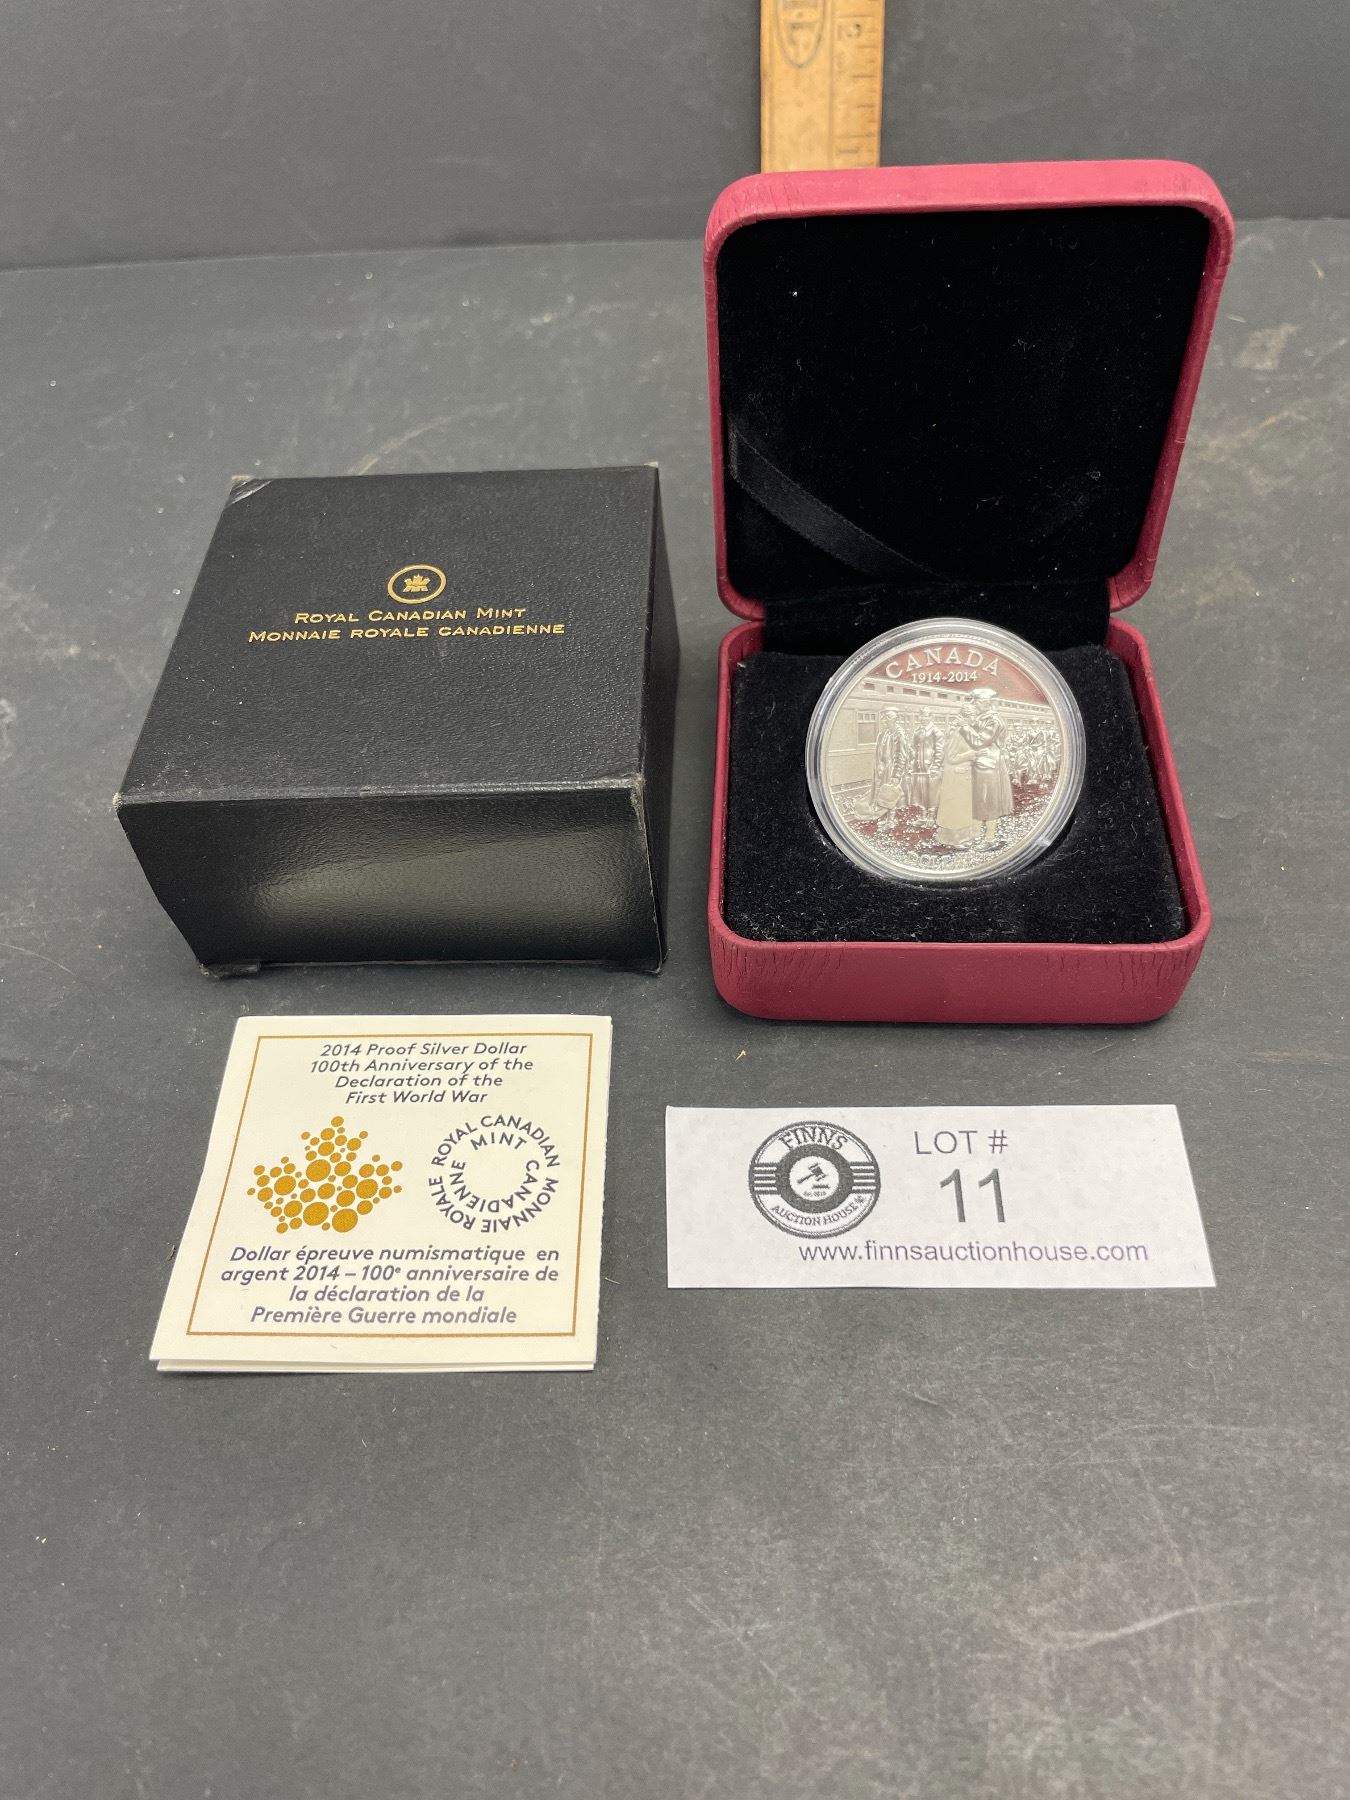 2
1
ROYAL CANADIAN MINT
MONNAIE ROYALE CANADIENNE
CANADA
1914-2014
2014 Proof Silver Dollar
100th Anniversary of the
Declaration of the
First World War
ROYAL CANADIAN MINT
MONNAIE ROYALE CANADIENNE
Dollar épreuve numismatique en
argent 2014 – 100e anniversaire de
la déclaration de la
Première Guerre mondiale
FINNS
AUCTION HOUSE
LOT #
11
www.finnsauctionhouse.com